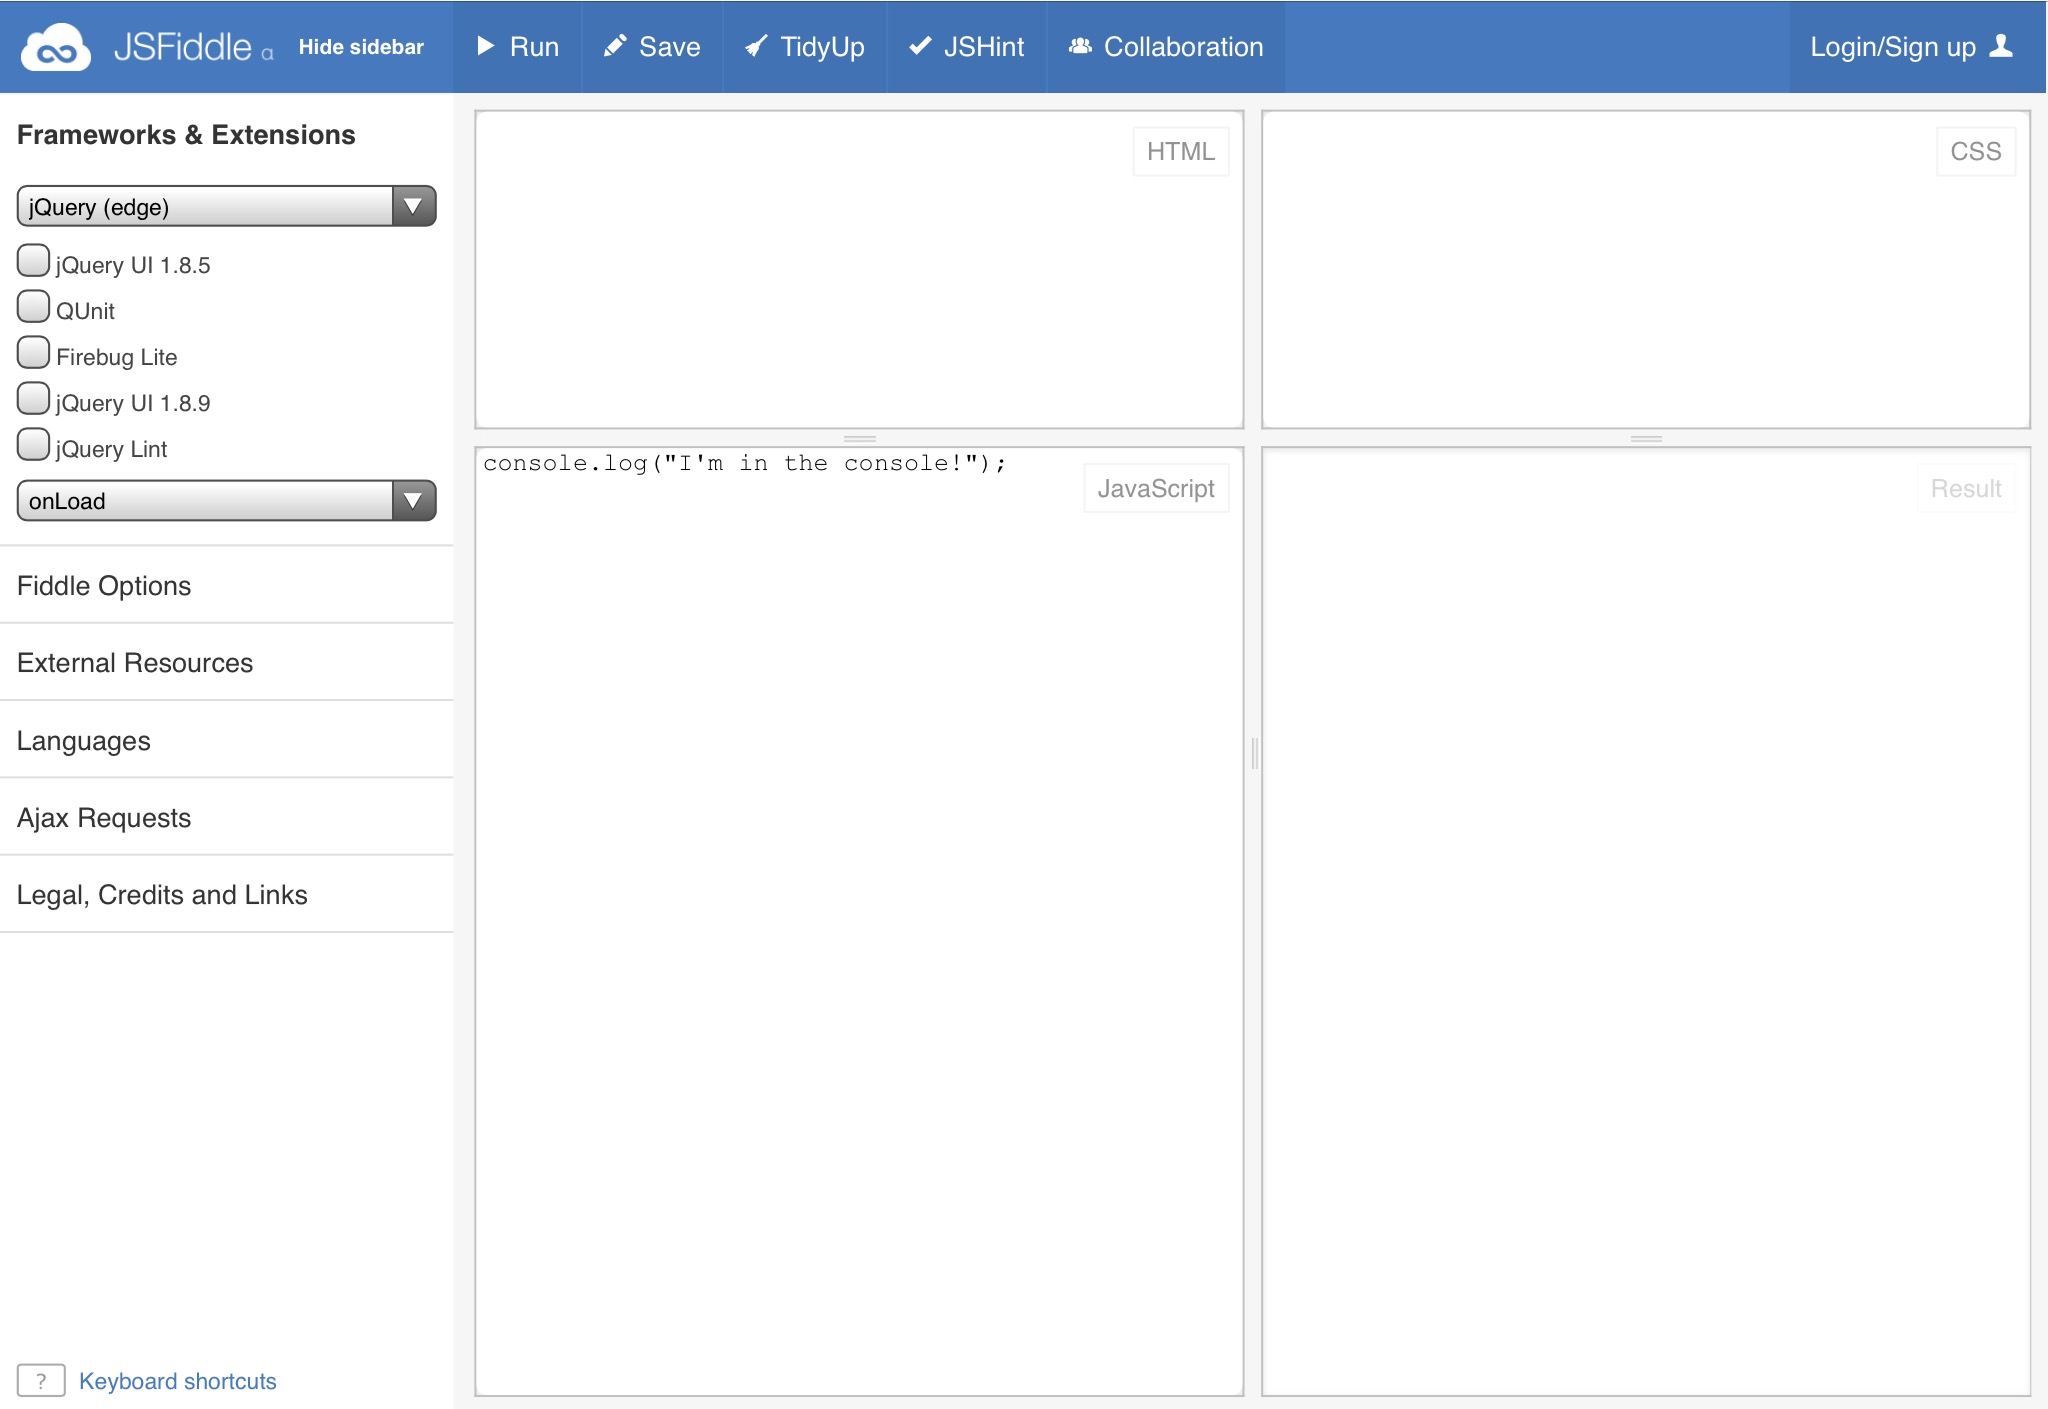 JSFiddle α Hide sidebar Run Save TidyUp JSHint Collaboration Login/Sign up
Frameworks & Extensions
jQuery (edge)
jQuery UI 1.8.5
QUnit
Firebug Lite
jQuery UI 1.8.9
jQuery Lint
onLoad
Fiddle Options
External Resources
Languages
Ajax Requests
Legal, Credits and Links
? Keyboard shortcuts
HTML
CSS
console.log("I'm in the console!");
JavaScript
Result